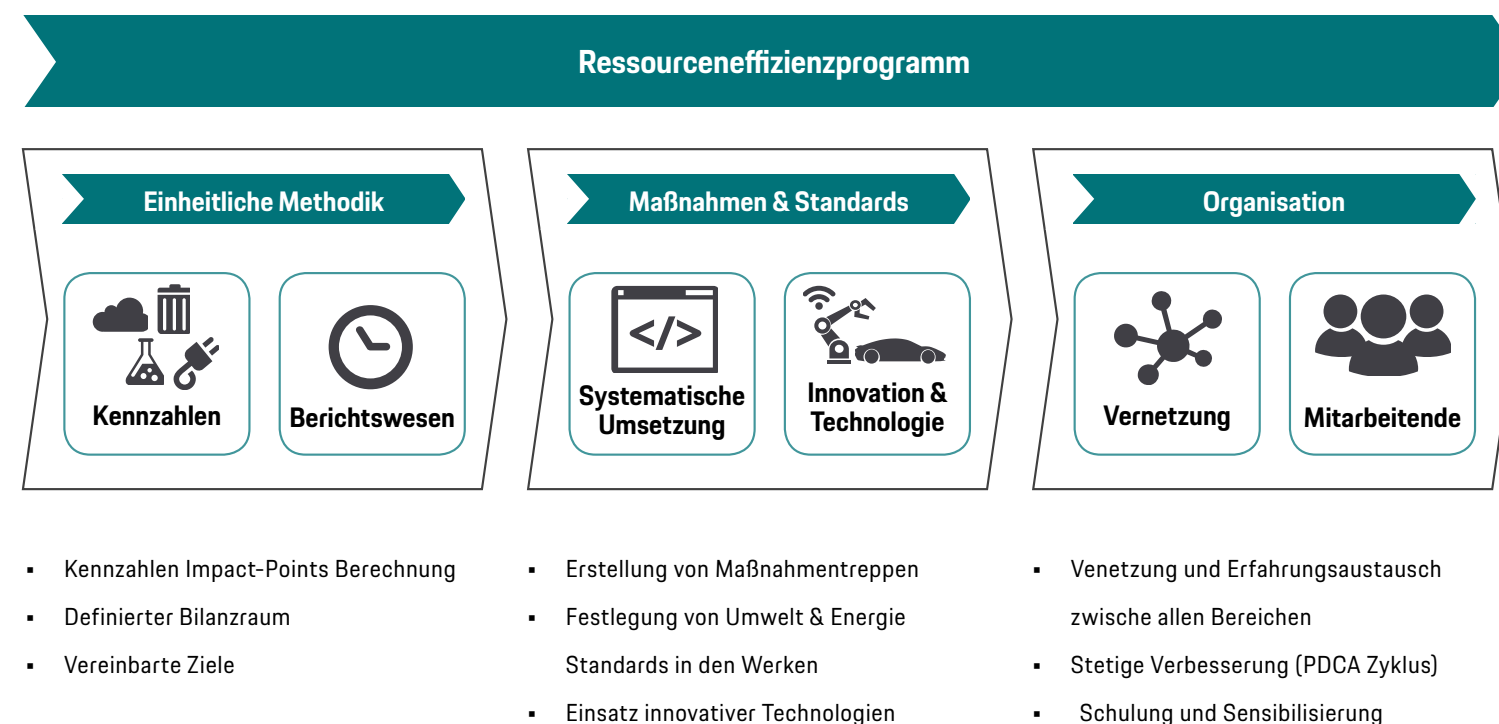 Ressourceneffizienzprogramm
Einheitliche Methodik
Kennzahlen
Berichtswesen
▪ Kennzahlen Impact-Points Berechnung
▪ Definierter Bilanzraum
▪ Vereinbarte Ziele
Maßnahmen & Standards
</>
Systematische
Umsetzung
Innovation &
Technologie
▪ Erstellung von Maßnahmentreppen
▪ Festlegung von Umwelt & Energie
Standards in den Werken
▪ Einsatz innovativer Technologien
Organisation
Vernetzung
Mitarbeitende
▪ Venetzung und Erfahrungsaustausch
zwische allen Bereichen
▪ Stetige Verbesserung (PDCA Zyklus)
▪ Schulung und Sensibilisierung